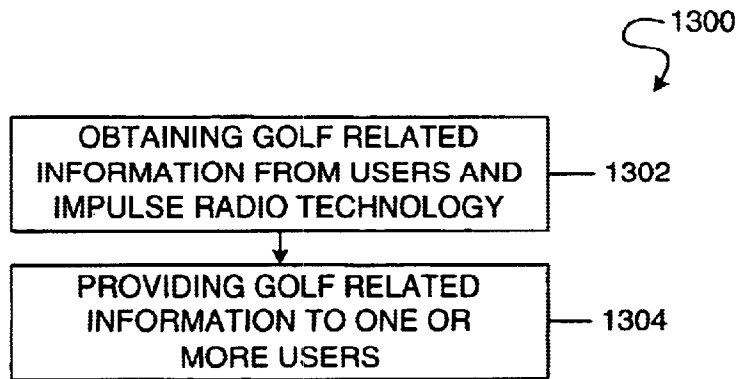 1300
OBTAINING GOLF RELATED
INFORMATION FROM USERS AND
IMPULSE RADIO TECHNOLOGY
1302
PROVIDING GOLF RELATED
INFORMATION TO ONE OR
MORE USERS
1304